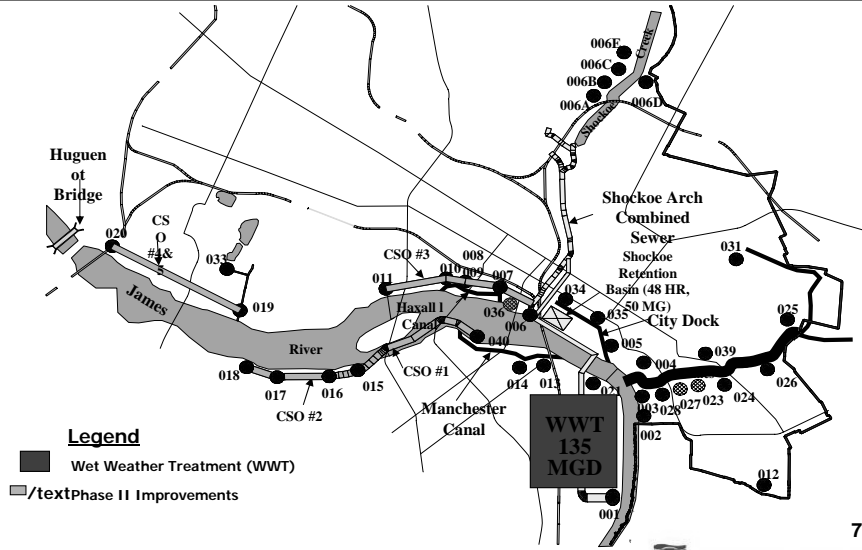 006E
006C
006B
006A
006D
Creek
Shockoe
Huguen
ot
Bridge
020
CS
O
#4&
5
033
019
James
River
CSO #3
008
010
009
007
011
Haxall l
Canal
036
006
034
035
Shockoe Arch
Combined
Sewer
Shockoe
Retention
Basin (48 HR,
50 MG)
City Dock
031
025
005
004
039
026
024
023
027
028
003
002
021
040
CSO #1
018
017
016
015
CSO #2
014
013
Manchester
Canal
WWT
135
MGD
001
012
Legend
Wet Weather Treatment (WWT)
/textPhase II Improvements
7